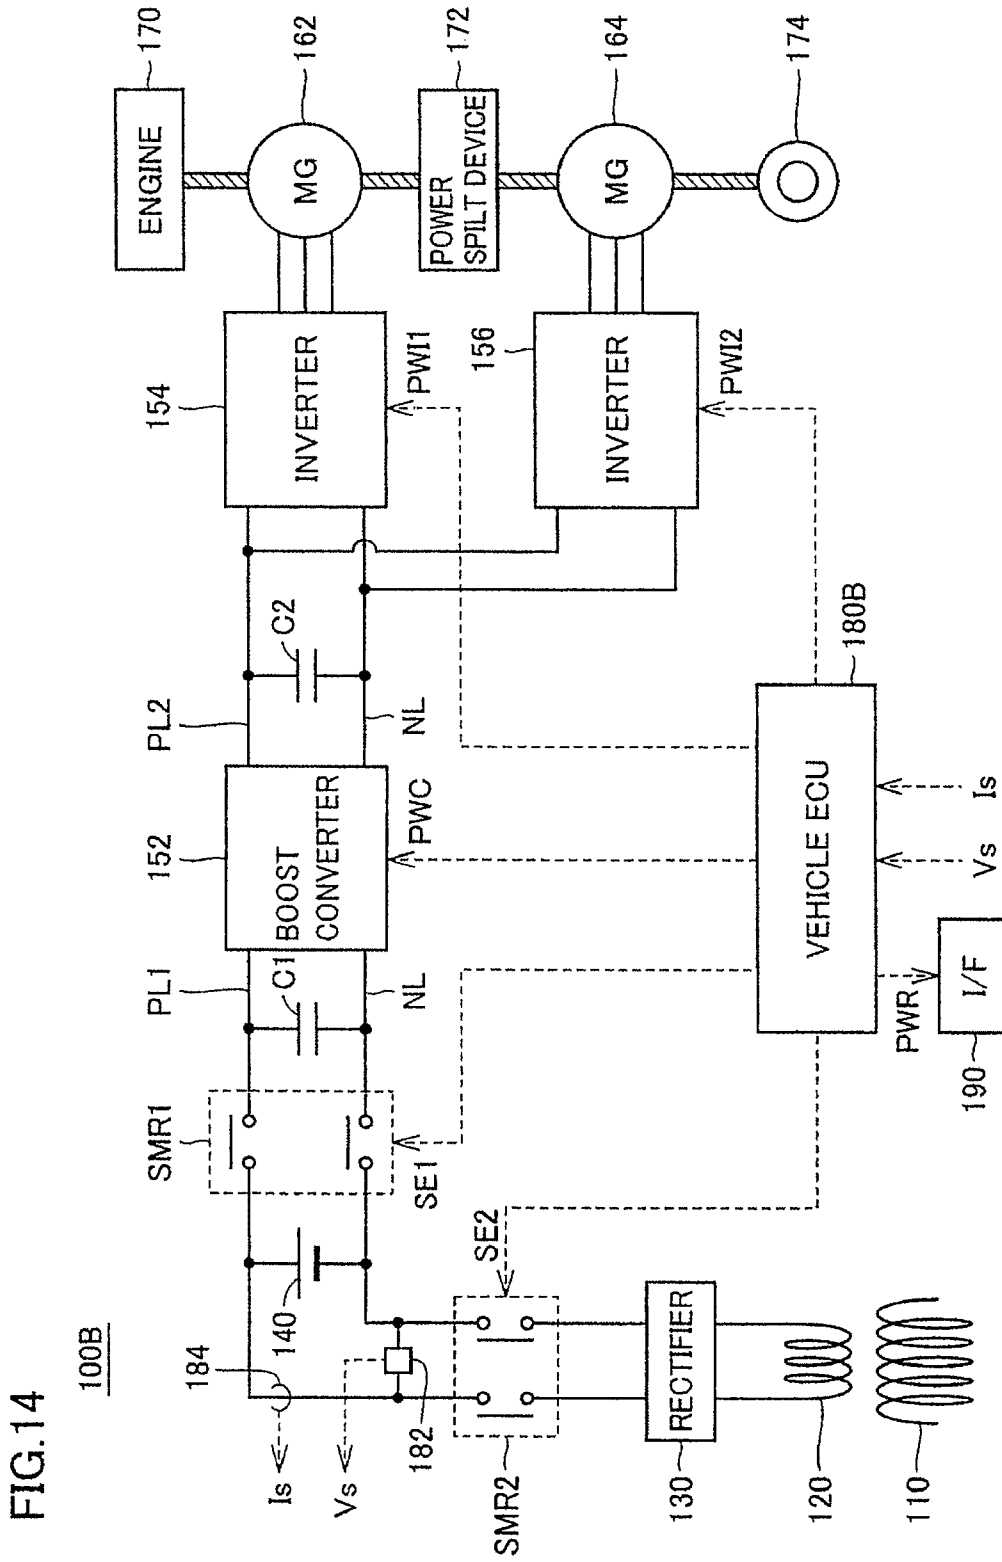 FIG.14
100B
184
Is
Vs
182
140
SMR1
SE1
SMR2
SE2
130
RECTIFIER
120
110
PL1
C1
NL
152
BOOST
CONVERTER
PWC
PL2
C2
NL
154
INVERTER
PWI1
156
INVERTER
PWI2
ENGINE
170
MG
162
POWER
SPILT DEVICE
172
MG
164
174
VEHICLE ECU
180B
PWR
I/F
190
Vs
Is